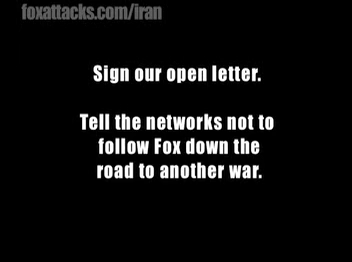 foxattacks.com/iran
Sign our open letter.
Tell the networks not to
follow Fox down the
road to another war.